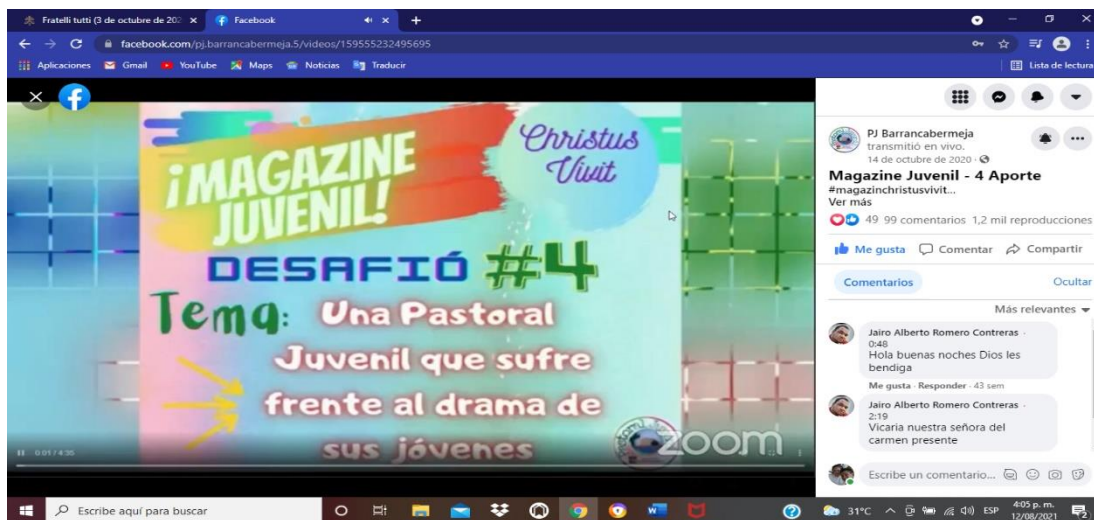 Fratelli tutti (3 de octubre de 202
Facebook
facebook.com/pj.barrancabermeja.5/videos/159555232495695
Aplicaciones
Gmail
YouTube
Maps
Noticias
Traducir
Lista de lectura
¡MAGAZINE
JUVENIL!
Christus
Vivit
DESAFIÓ #4
Tema: Una Pastoral
Juvenil que sufre
frente al drama de
sus jóvenes
zoom
0:01 / 4:35
PJ Barrancabermeja
transmitió en vivo.
14 de octubre de 2020 ·
Magazine Juvenil - 4 Aporte
#magazinchristusvivit...
Ver más
49 99 comentarios 1,2 mil reproducciones
Me gusta
Comentar
Compartir
Comentarios
Ocultar
Más relevantes
Jairo Alberto Romero Contreras ·
0:48
Hola buenas noches Dios les
bendiga
Me gusta · Responder · 43 sem
Jairo Alberto Romero Contreras ·
2:19
Vicaria nuestra señora del
carmen presente
Escribe un comentario...
Escribe aquí para buscar
31°C
ESP
4:05 p. m.
12/08/2021